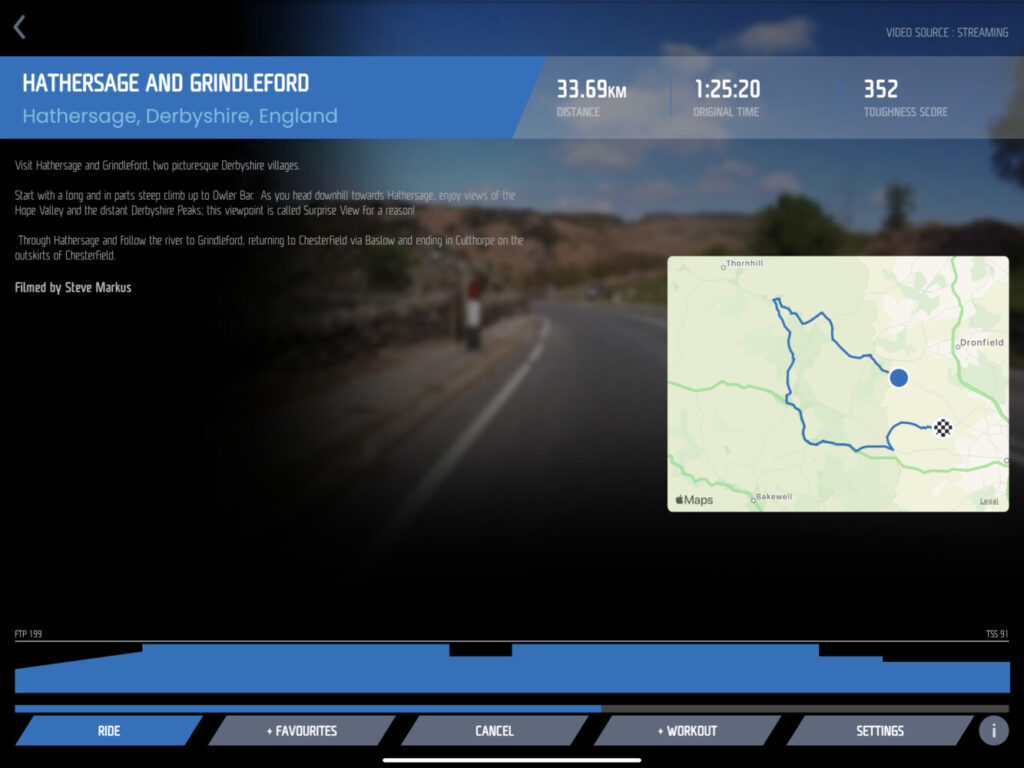 VIDEO SOURCE : STREAMING
HATHERSAGE AND GRINDLEFORD
Hathersage, Derbyshire, England
33.69KM
DISTANCE
1:25:20
ORIGINAL TIME
352
TOUGHNESS SCORE
Visit Hathersage and Grindleford, two picturesque Derbyshire villages.
Start with a long and in parts steep climb up to Owler Bar. As you head downhill towards Hathersage, enjoy views of the
Hope Valley and the distant Derbyshire Peaks; this viewpoint is called Surprise View for a reason!
Through Hathersage and follow the river to Grindleford, returning to Chesterfield via Baslow and ending in Cutthorpe on the
outskirts of Chesterfield.
Filmed by Steve Markus
Thornhill
Dronfield
Bakewell
Maps
Legal
FTP 199
TSS 91
RIDE
+ FAVOURITES
CANCEL
+ WORKOUT
SETTINGS
i